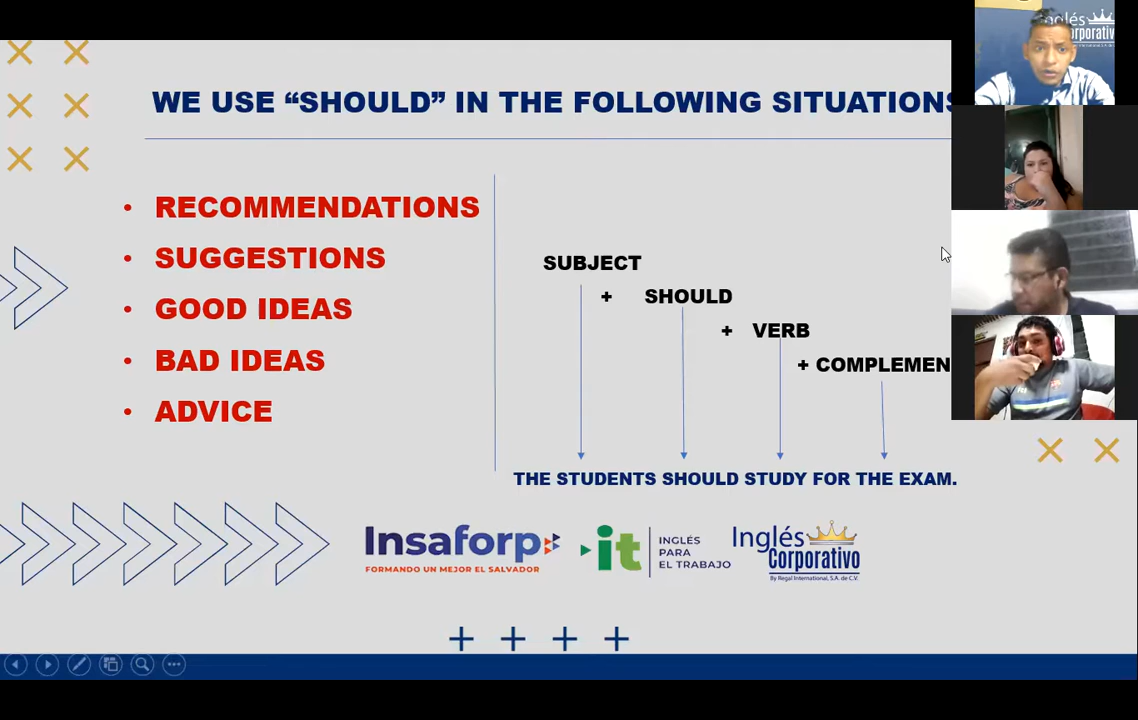 WE USE “SHOULD” IN THE FOLLOWING SITUATIONS
• RECOMMENDATIONS
• SUGGESTIONS
• GOOD IDEAS
• BAD IDEAS
• ADVICE
SUBJECT
+ SHOULD
+ VERB
+ COMPLEMEN
THE STUDENTS SHOULD STUDY FOR THE EXAM.
Insaforp
FORMANDO UN MEJOR EL SALVADOR
it
INGLÉS
PARA
EL TRABAJO
Inglés
Corporativo
By Regal International, S.A. de C.V.
Inglés
Corporativo